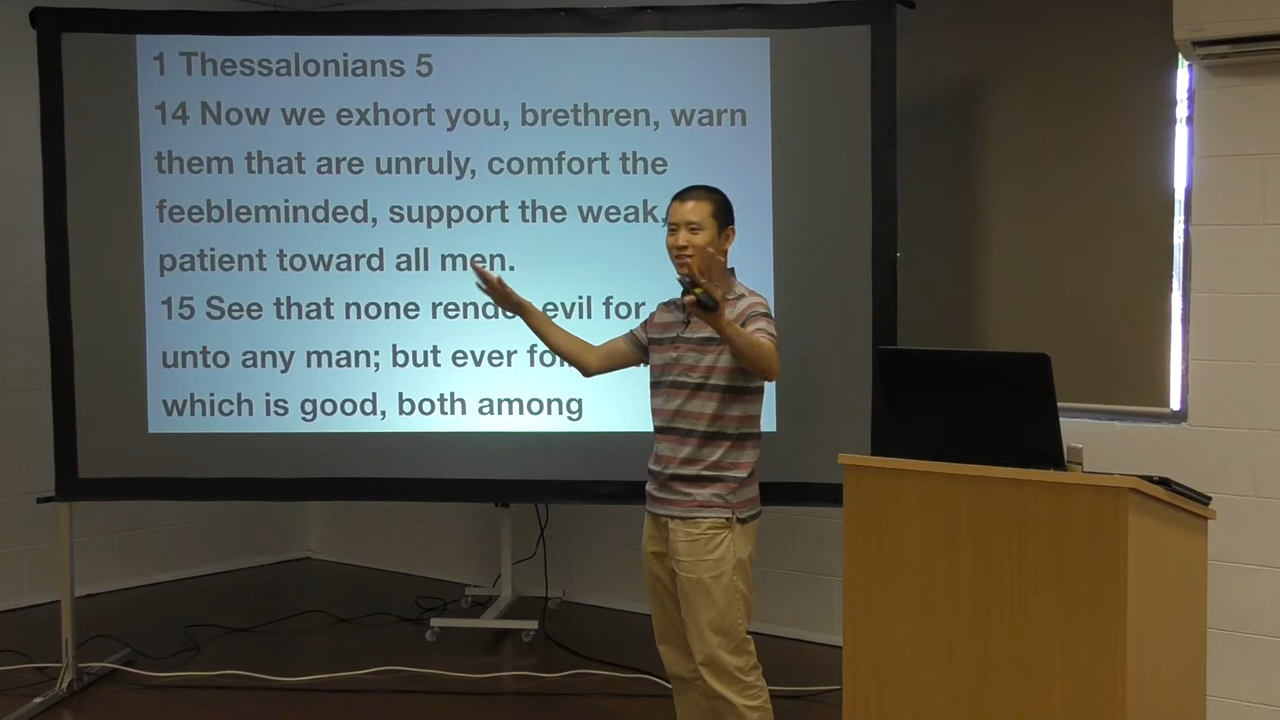 1 Thessalonians 5
14 Now we exhort you, brethren, warn
them that are unruly, comfort the
feebleminded, support the weak,
patient toward all men.
15 See that none render evil for
unto any man; but ever
which is good, both among